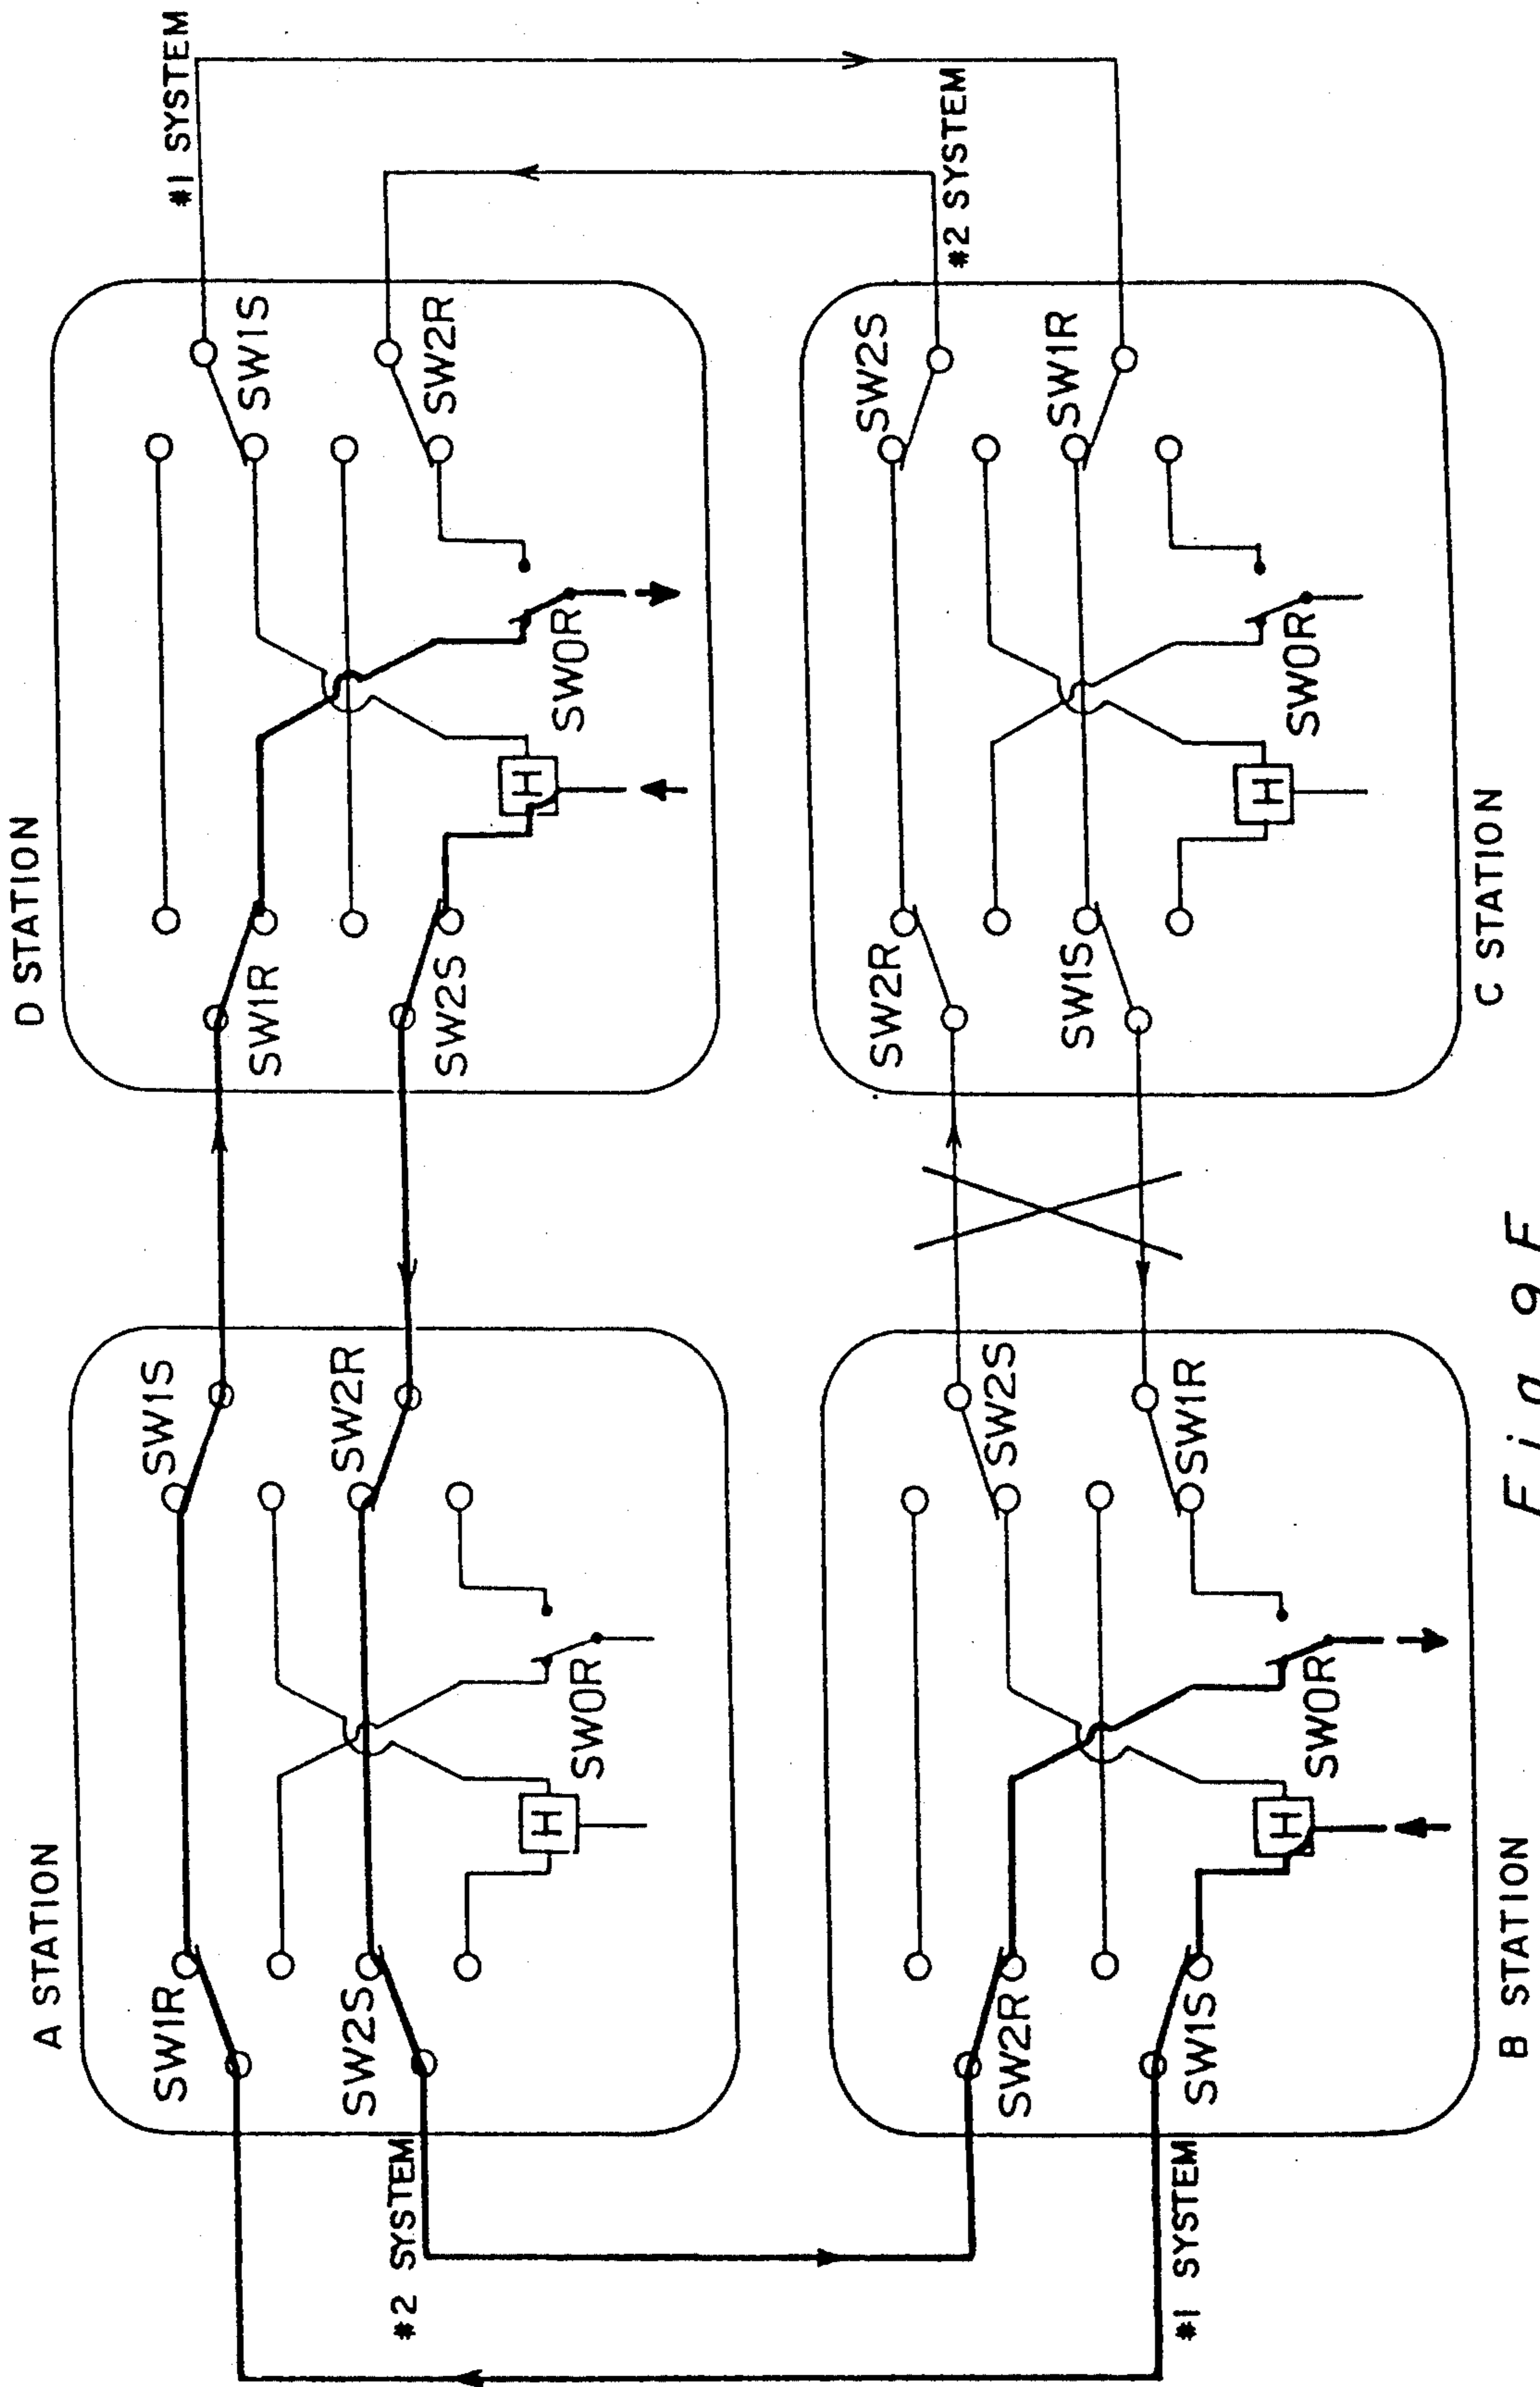 A STATION
SW1R
SW1S
SW2S
SW2R
H
SW0R
#2 SYSTEM
D STATION
SW1R
SW1S
SW2S
SW2R
H
SW0R
#1 SYSTEM
B STATION
SW2R
SW2S
SW1S
SW1R
H
SW0R
#1 SYSTEM
C STATION
SW2R
SW2S
SW1S
SW1R
H
SW0R
#2 SYSTEM